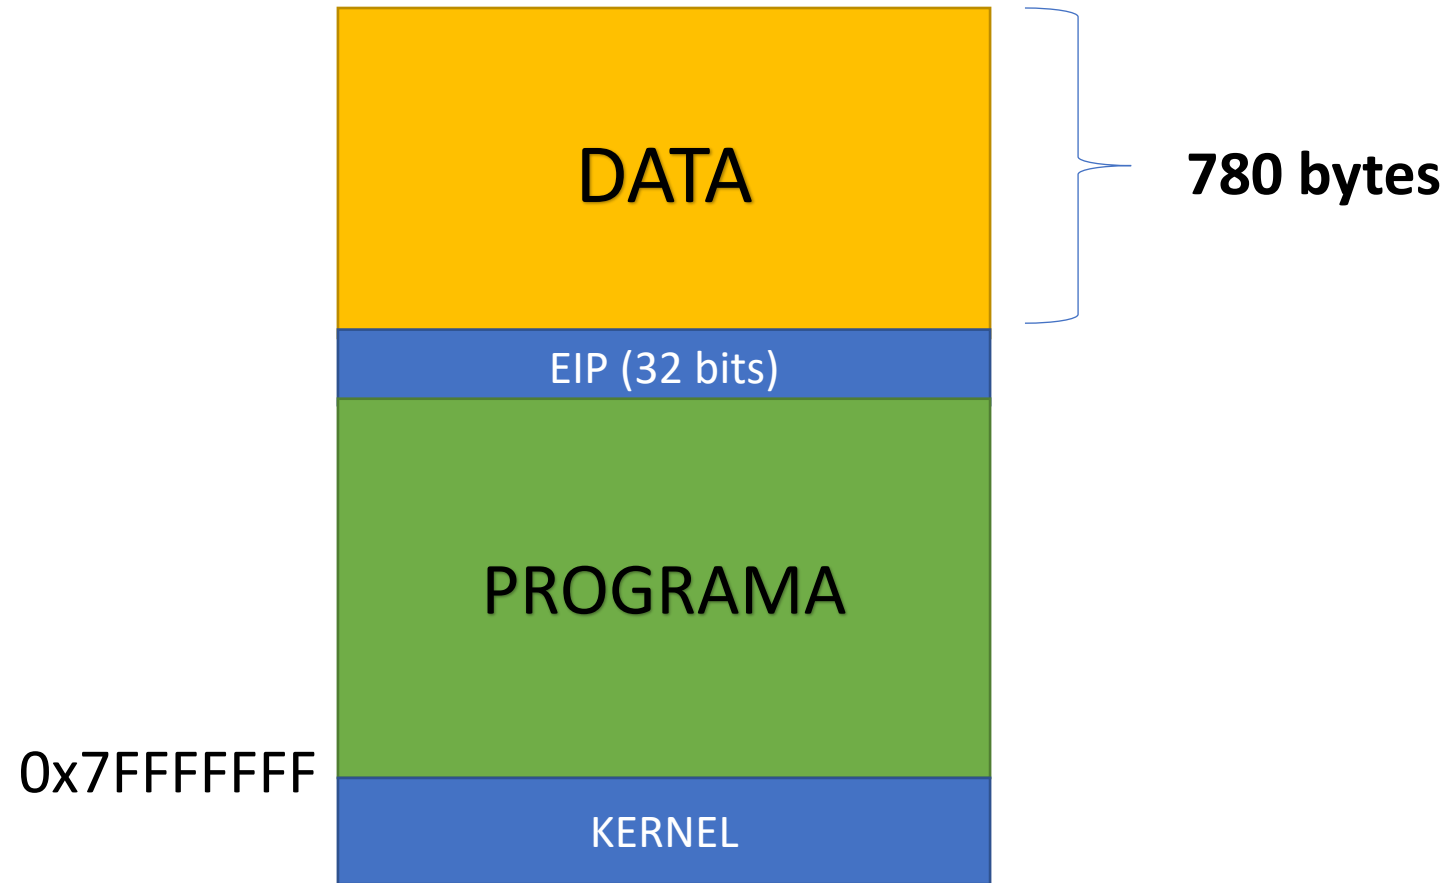 DATA
780 bytes
EIP (32 bits)
PROGRAMA
0x7FFFFFFF
KERNEL